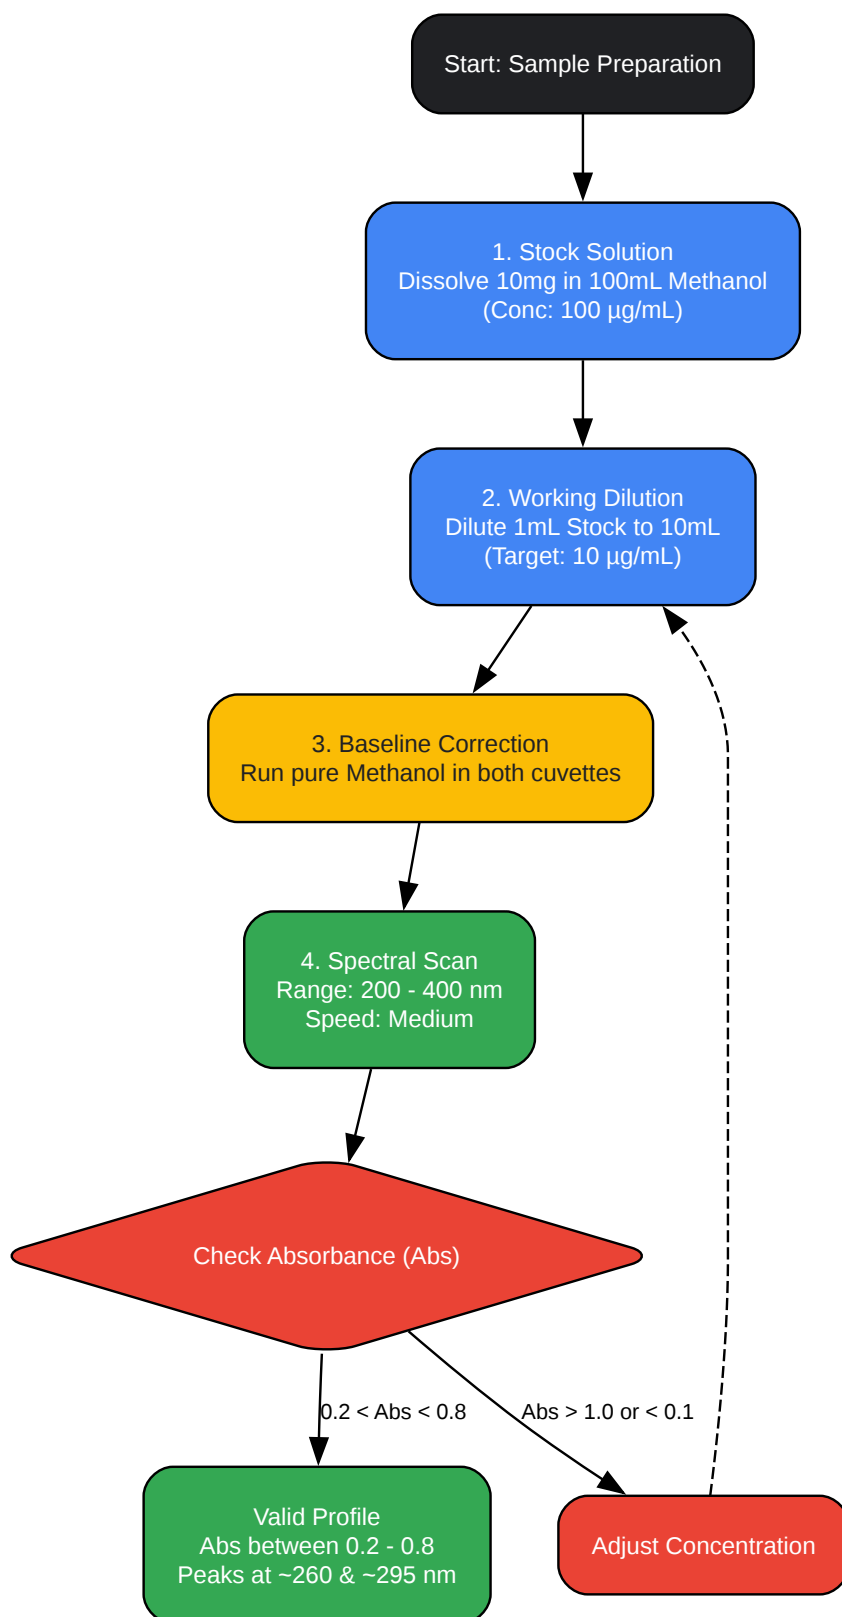 Start: Sample Preparation
1. Stock Solution
Dissolve 10mg in 100mL Methanol
(Conc: 100 µg/mL)
2. Working Dilution
Dilute 1mL Stock to 10mL
(Target: 10 µg/mL)
3. Baseline Correction
Run pure Methanol in both cuvettes
4. Spectral Scan
Range: 200 - 400 nm
Speed: Medium
Check Absorbance (Abs)
0.2 < Abs < 0.8
Abs > 1.0 or < 0.1
Valid Profile
Abs between 0.2 - 0.8
Peaks at ~260 & ~295 nm
Adjust Concentration